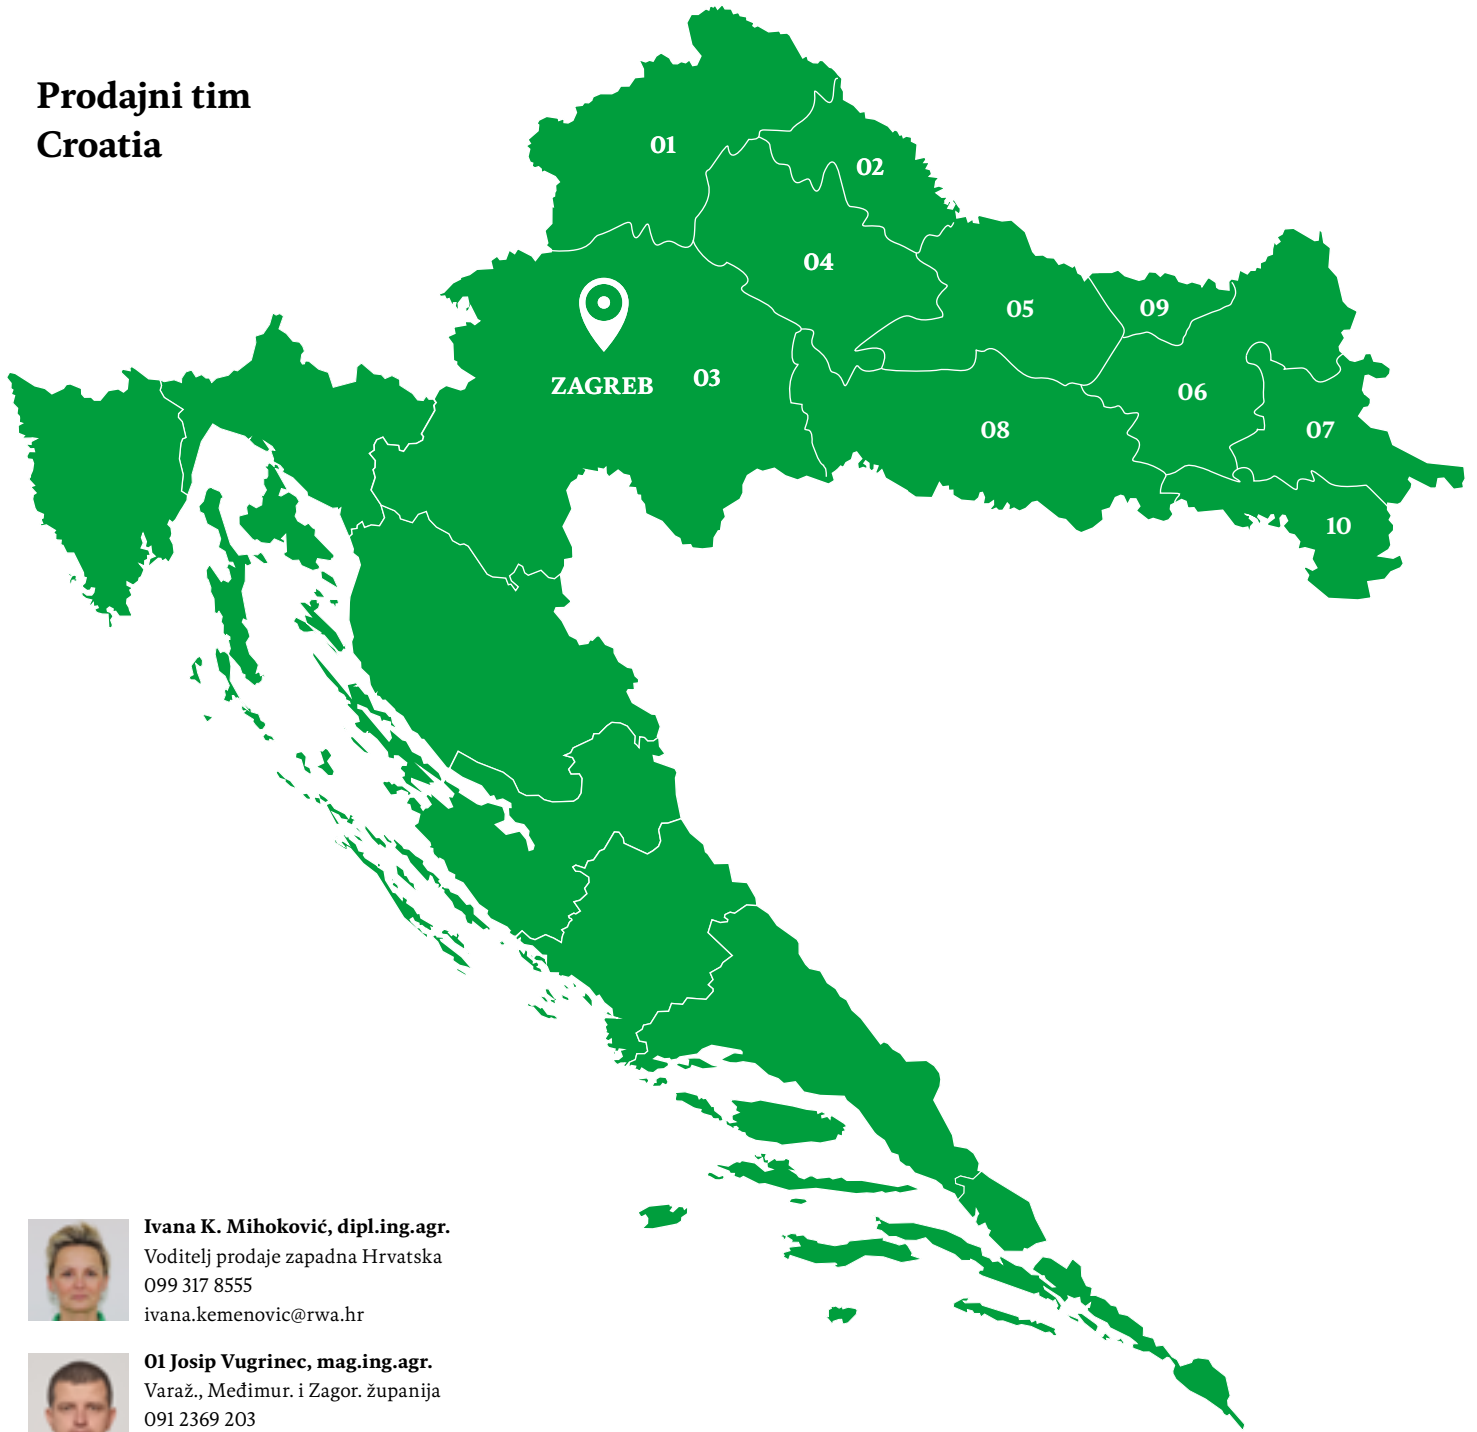 Prodajni tim
Croatia
01
02
04
05
09
ZAGREB
03
06
08
07
10
Ivana K. Mihoković, dipl.ing.agr.
Voditelj prodaje zapadna Hrvatska
099 317 8555
ivana.kemenovic@rwa.hr
01 Josip Vugrinec, mag.ing.agr.
Varaž., Međimur. i Zagor. županija
091 2369 203